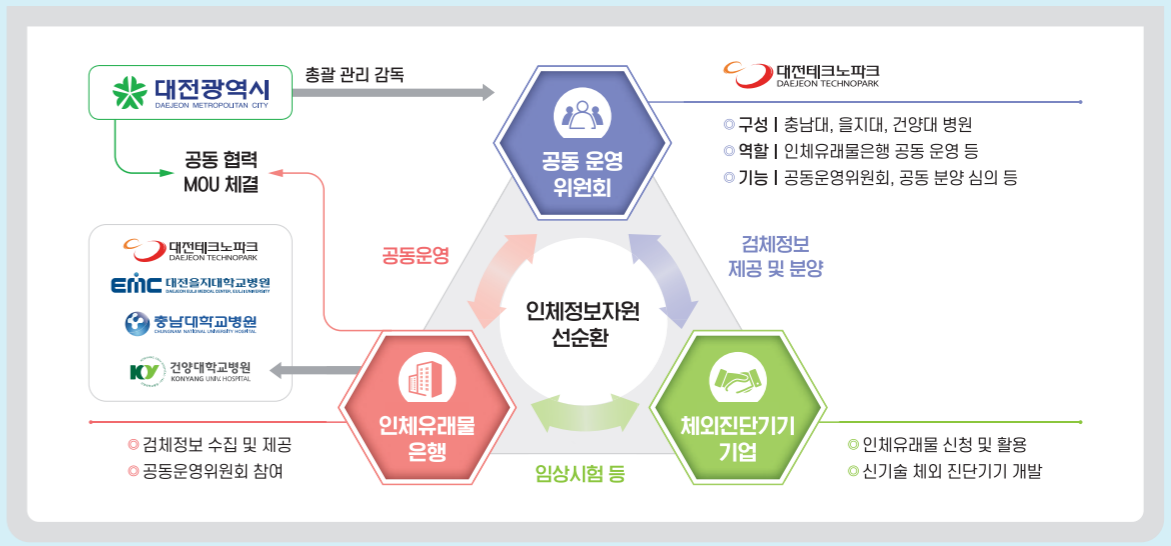 대전광역시
DAEJEON METROPOLITAN CITY
총괄 관리 감독
공동 운영
위원회
대전테크노파크
DAEJEON TECHNOPARK
◎ 구성 | 충남대, 을지대, 건양대 병원
◎ 역할 | 인체유래물은행 공동 운영 등
◎ 기능 | 공동운영위원회, 공동 분양 심의 등
공동 협력
MOU 체결
대전테크노파크
DAEJEON TECHNOPARK
EMC 대전을지대학교병원
DAEJEON EULJI MEDICAL CENTER, EULJI UNIVERSITY
충남대학교병원
CHUNGNAM NATIONAL UNIVERSITY HOSPITAL
KY 건양대학교병원
KONYANG UNIV. HOSPITAL
공동운영
검체정보
제공 및 분양
인체정보자원
선순환
인체유래물
은행
체외진단기기
기업
임상시험 등
◎ 검체정보 수집 및 제공
◎ 공동운영위원회 참여
◎ 인체유래물 신청 및 활용
◎ 신기술 체외 진단기기 개발